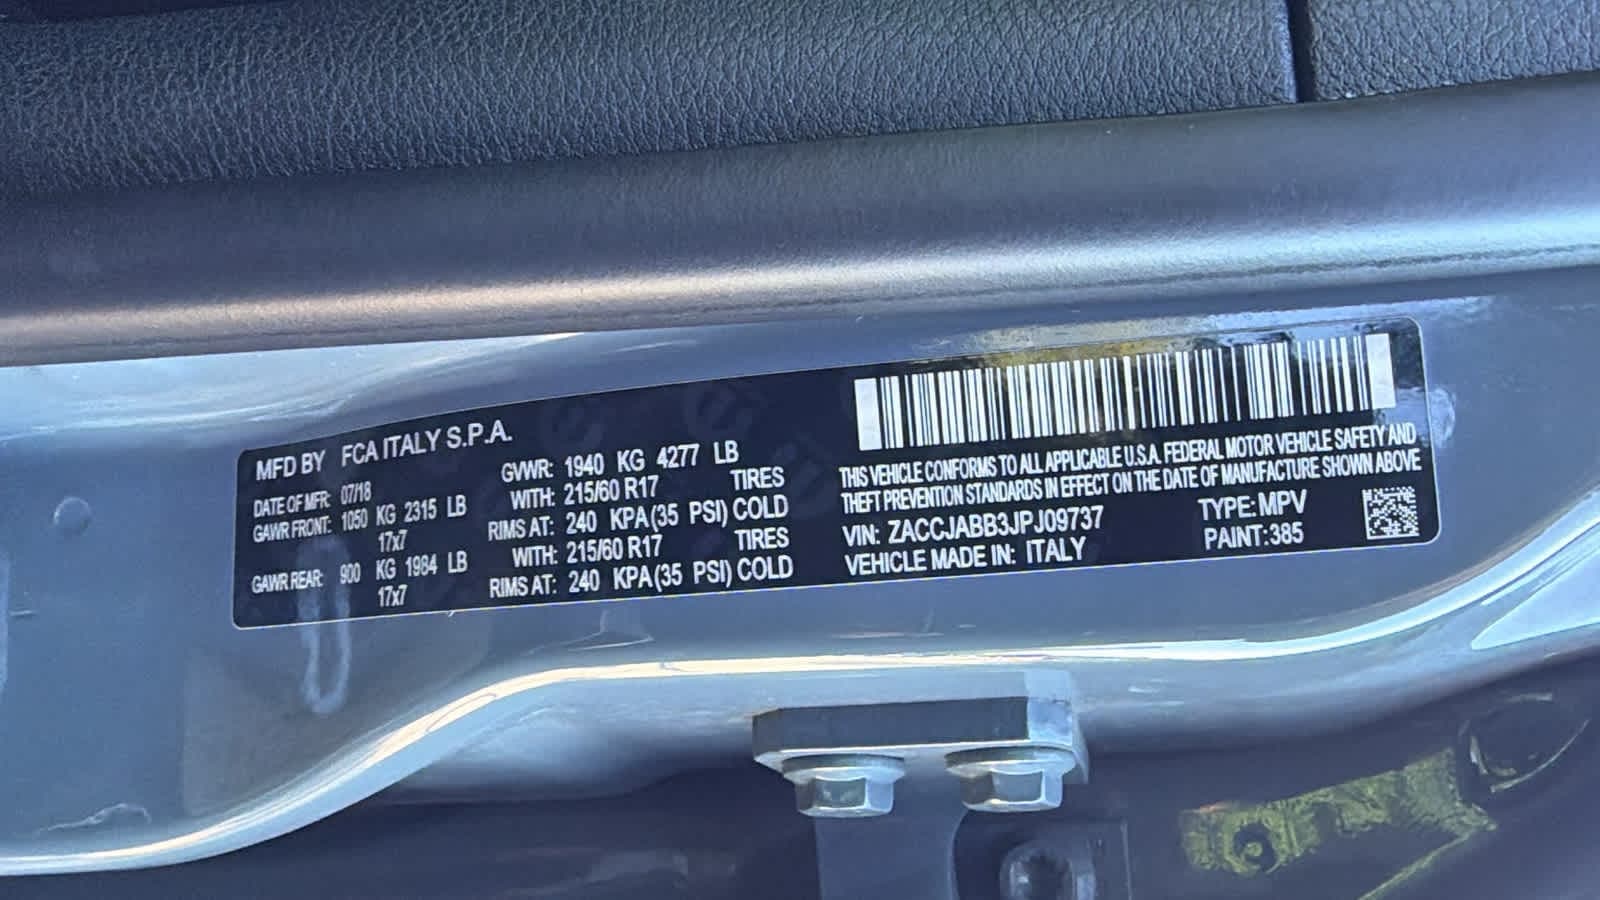 MFD BY FCA ITALY S.P.A.
DATE OF MFR: 07/18
GAWR FRONT: 1050 KG 2315 LB
17x7
GAWR REAR: 900 KG 1984 LB
17x7
GVWR: 1940 KG 4277 LB
WITH: 215/60 R17 TIRES
RIMS AT: 240 KPA(35 PSI) COLD
WITH: 215/60 R17 TIRES
RIMS AT: 240 KPA(35 PSI) COLD
THIS VEHICLE CONFORMS TO ALL APPLICABLE U.S.A. FEDERAL MOTOR VEHICLE SAFETY AND
THEFT PREVENTION STANDARDS IN EFFECT ON THE DATE OF MANUFACTURE SHOWN ABOVE
VIN: ZACCJABB3JPJ09737 TYPE: MPV
VEHICLE MADE IN: ITALY PAINT: 385